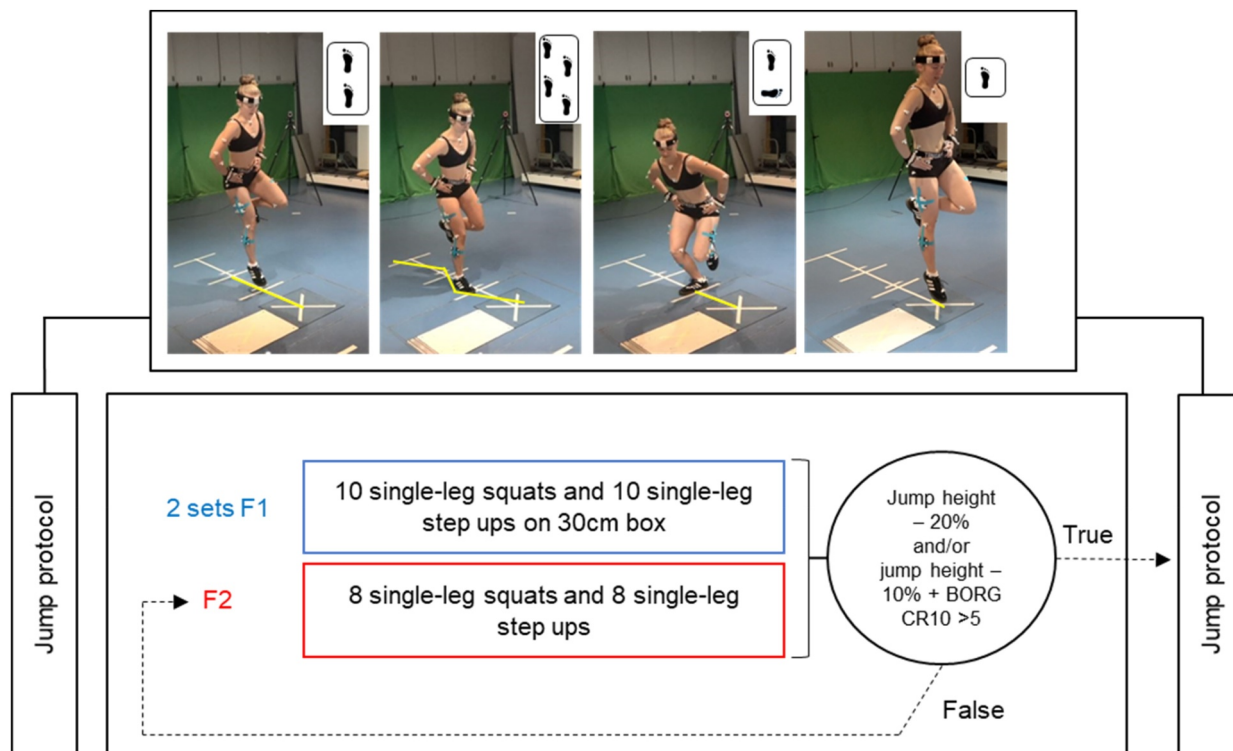 Jump protocol
2 sets F1
10 single-leg squats and 10 single-leg
step ups on 30cm box
F2
8 single-leg squats and 8 single-leg
step ups
Jump height
– 20%
and/or
jump height –
10% + BORG
CR10 >5
True
False
Jump protocol